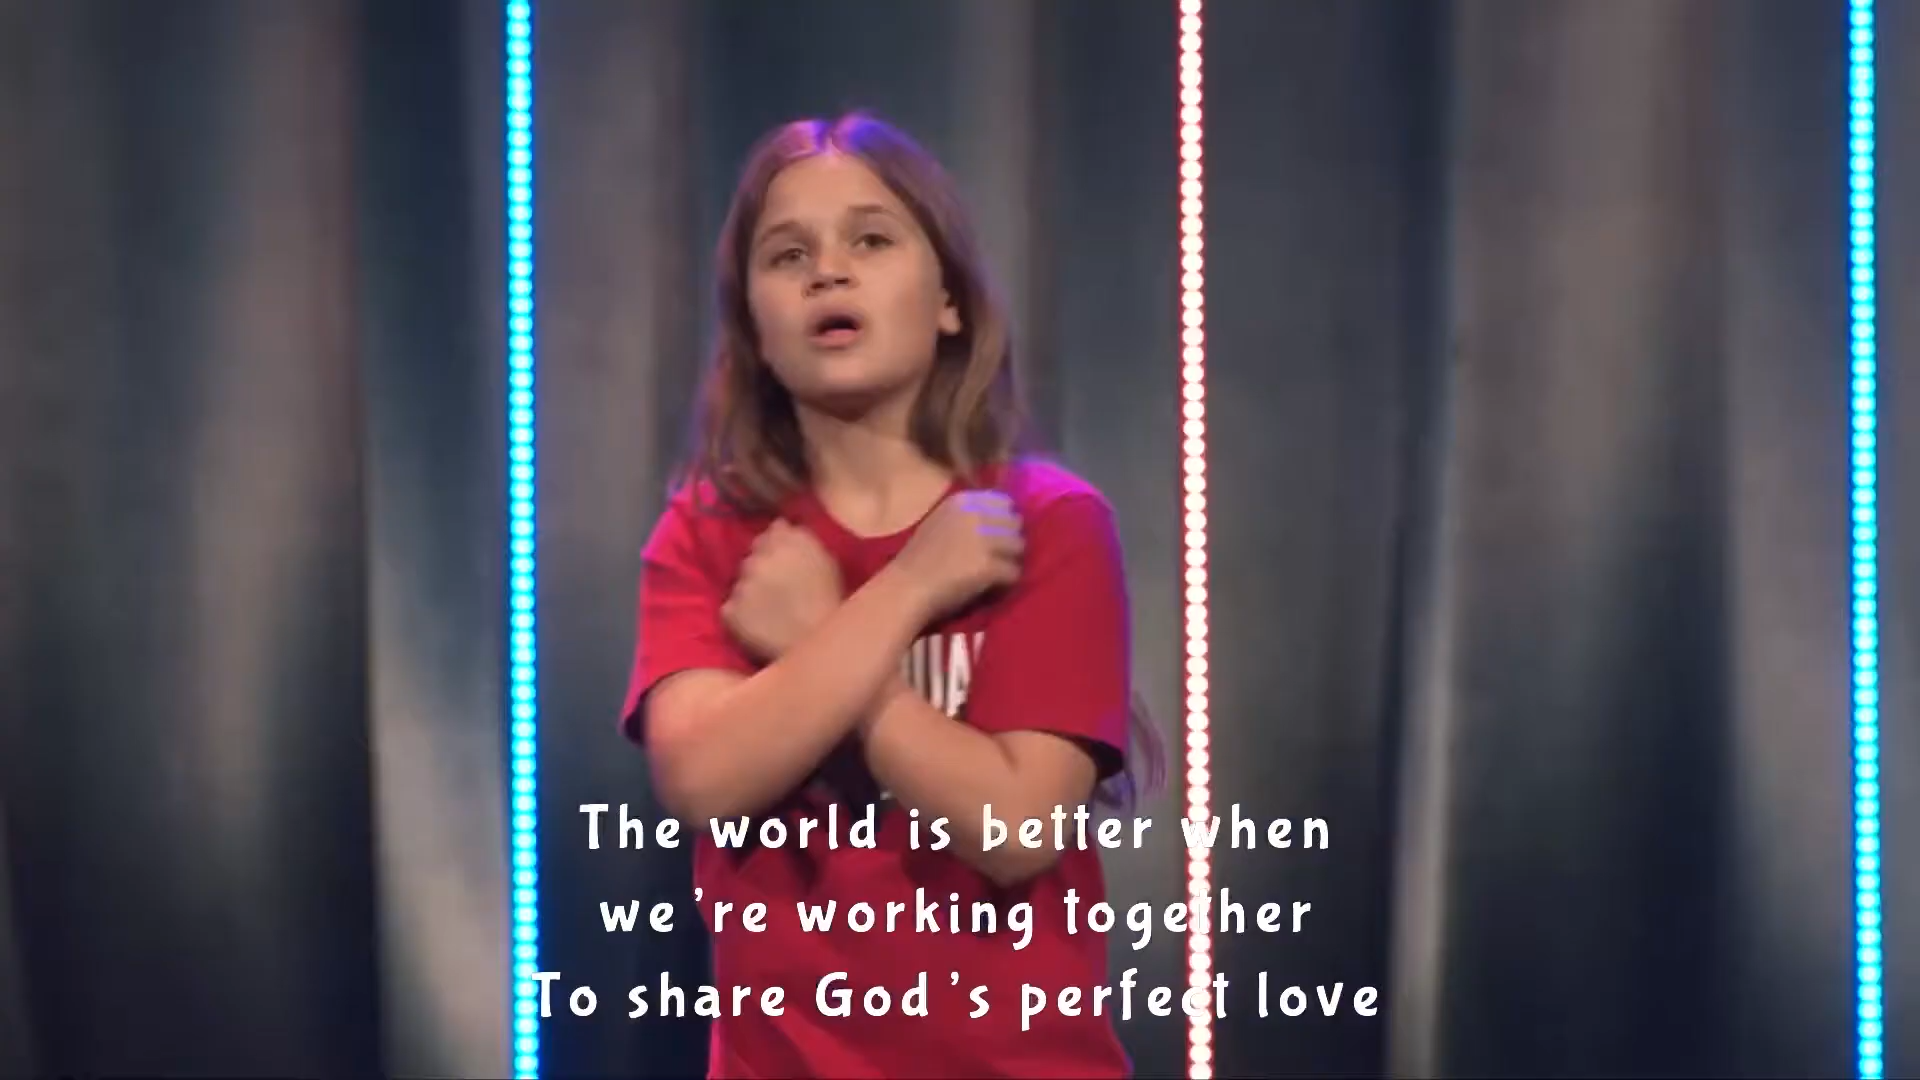 The world is better when
we're working together
To share God's perfect love